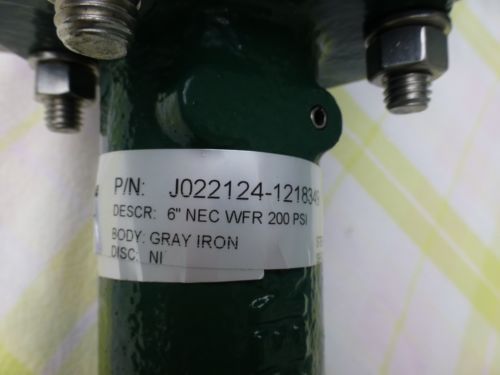 P/N: J022124-121834
DESCR: 6" NEC WFR 200 PSI
BODY: GRAY IRON
DISC: NI